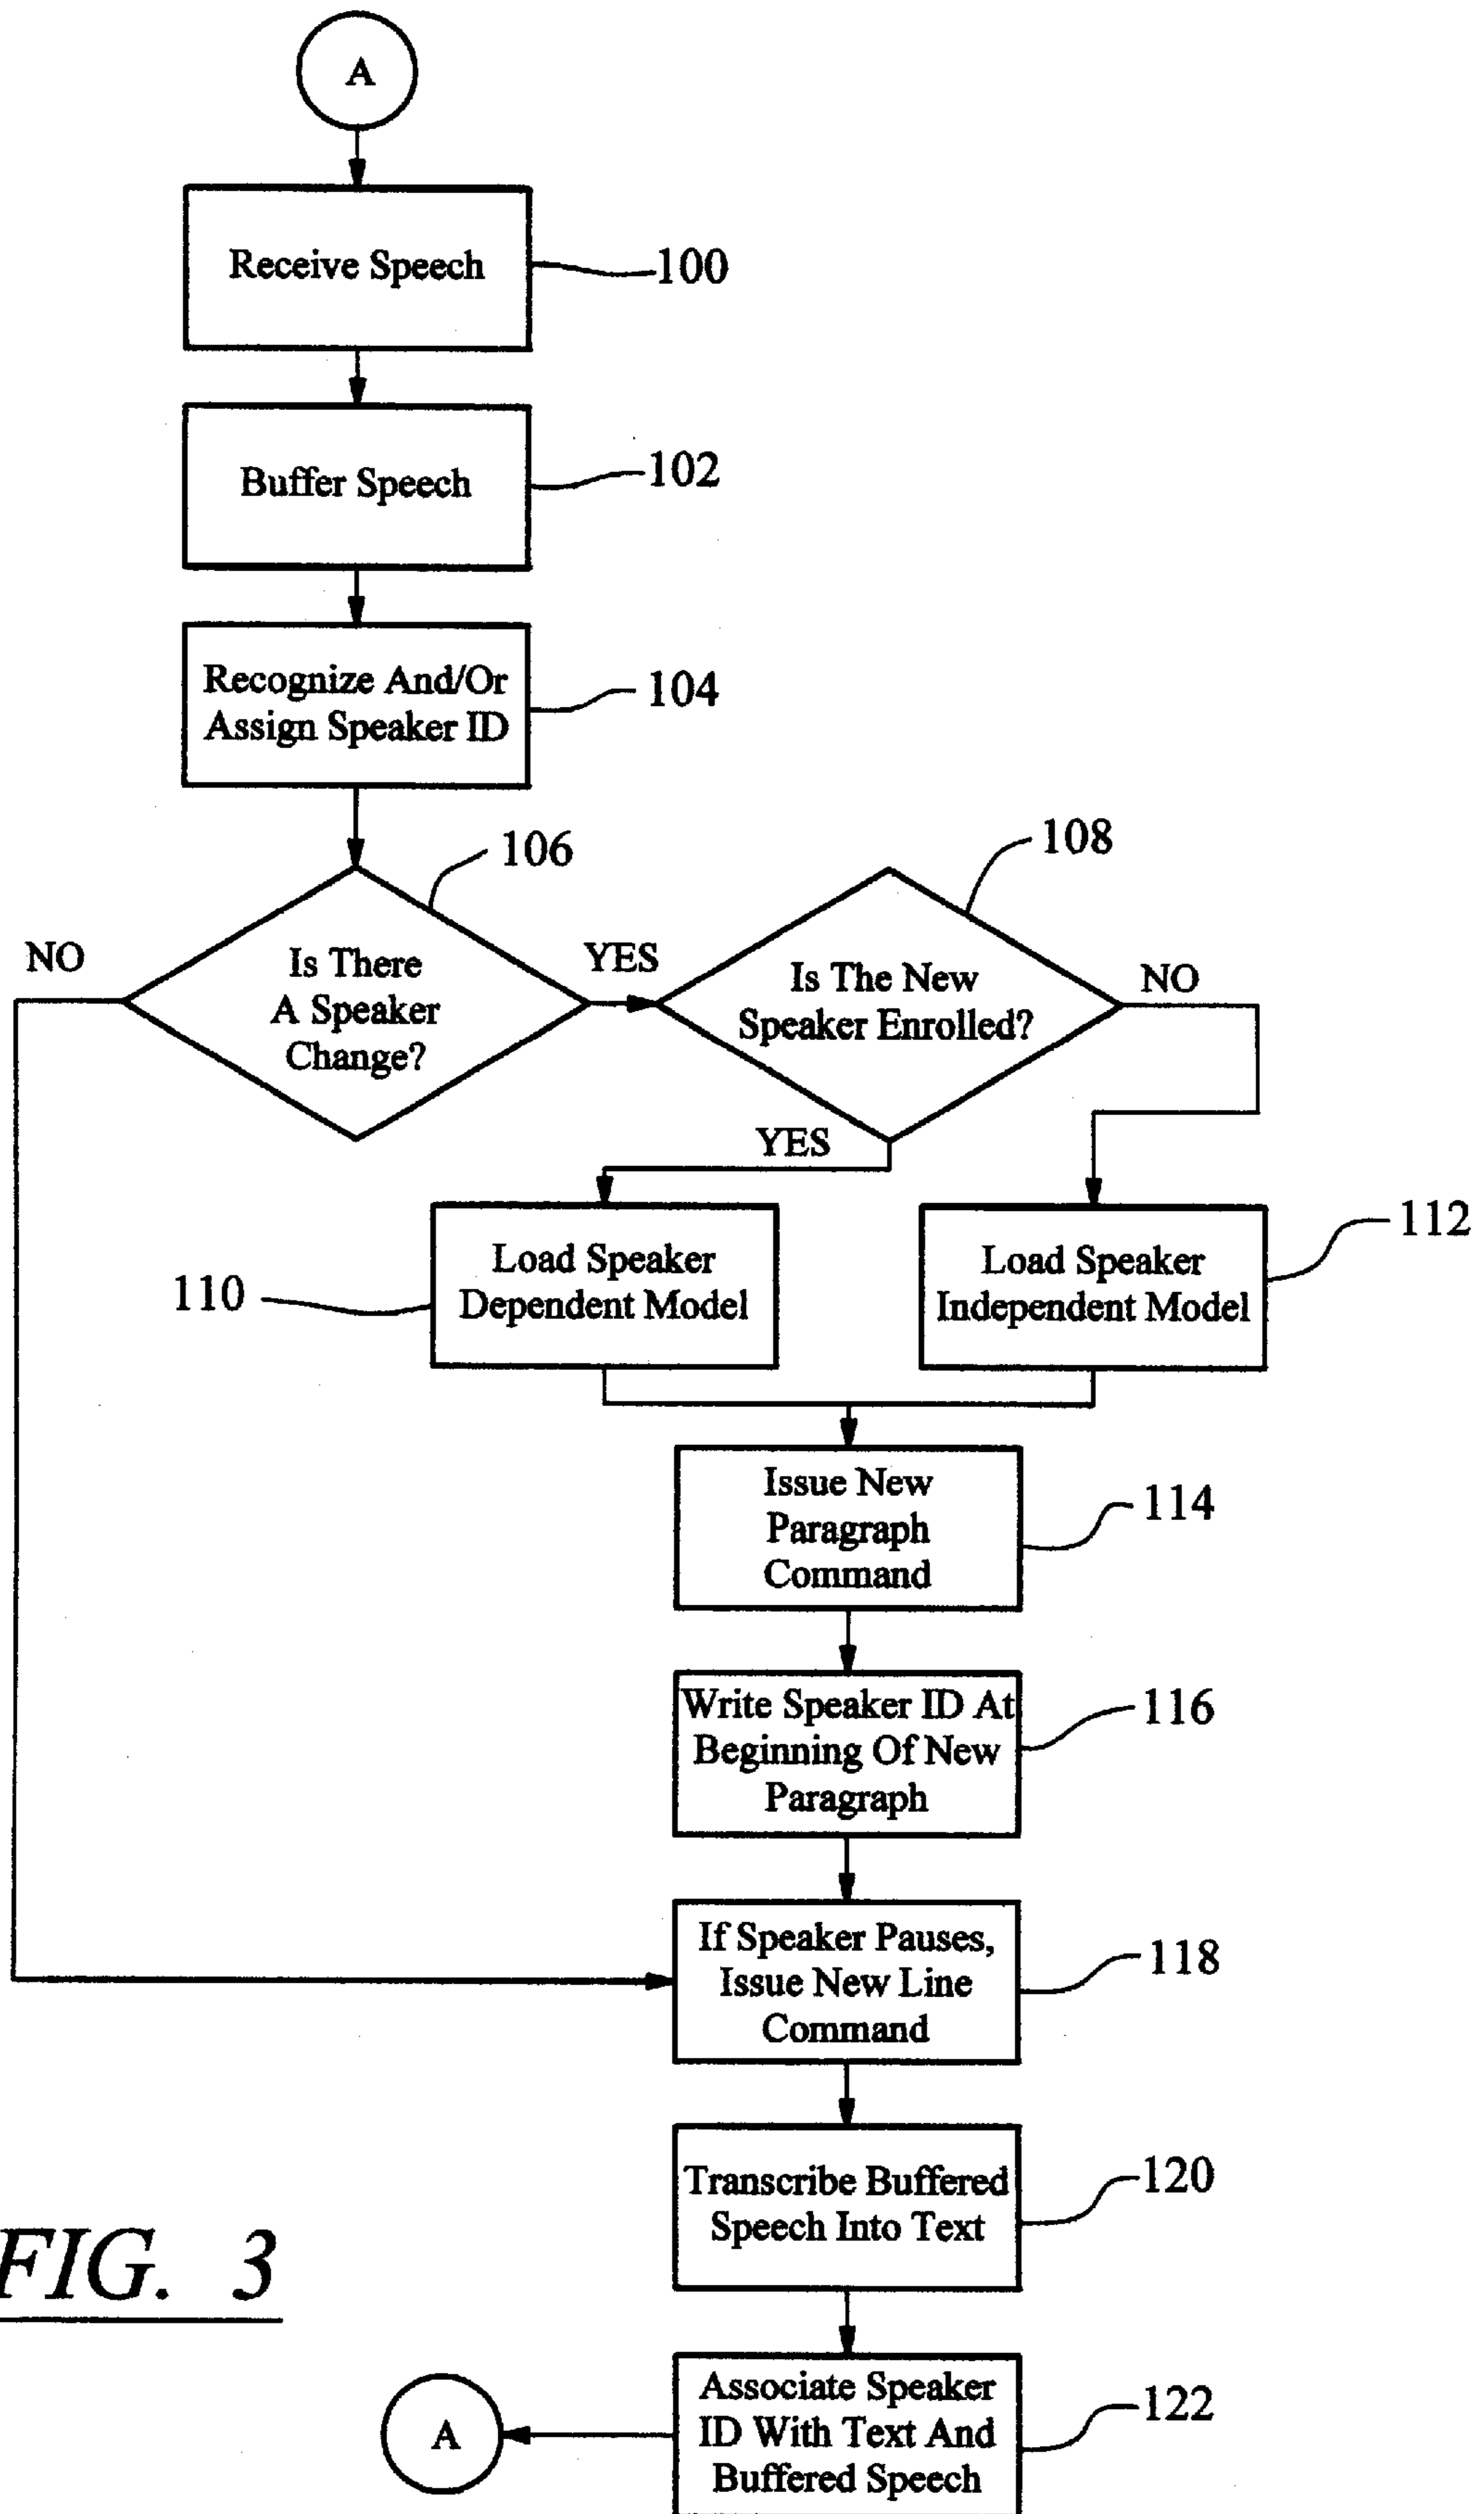 A
Receive Speech
100
Buffer Speech
102
Recognize And/Or
Assign Speaker ID
104
106
108
NO
Is There
A Speaker
Change?
YES
Is The New
Speaker Enrolled?
NO
YES
110
Load Speaker
Dependent Model
Load Speaker
Independent Model
112
Issue New
Paragraph
Command
114
Write Speaker ID At
Beginning Of New
Paragraph
116
If Speaker Pauses,
Issue New Line
Command
118
Transcribe Buffered
Speech Into Text
120
FIG. 3
A
Associate Speaker
ID With Text And
Buffered Speech
122